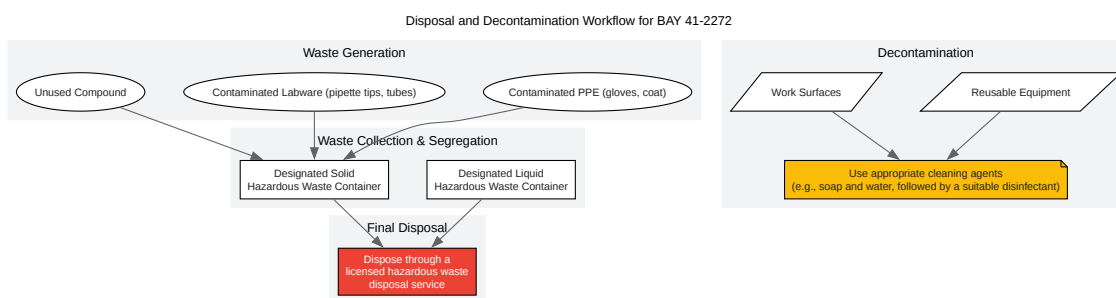 Disposal and Decontamination Workflow for BAY 41-2272
Waste Generation
Unused Compound
Contaminated Labware (pipette tips, tubes)
Contaminated PPE (gloves, coat)
Waste Collection & Segregation
Designated Solid
Hazardous Waste Container
Designated Liquid
Hazardous Waste Container
Final Disposal
Dispose through a
licensed hazardous waste
disposal service
Decontamination
Work Surfaces
Reusable Equipment
Use appropriate cleaning agents
(e.g., soap and water, followed by a suitable disinfectant)